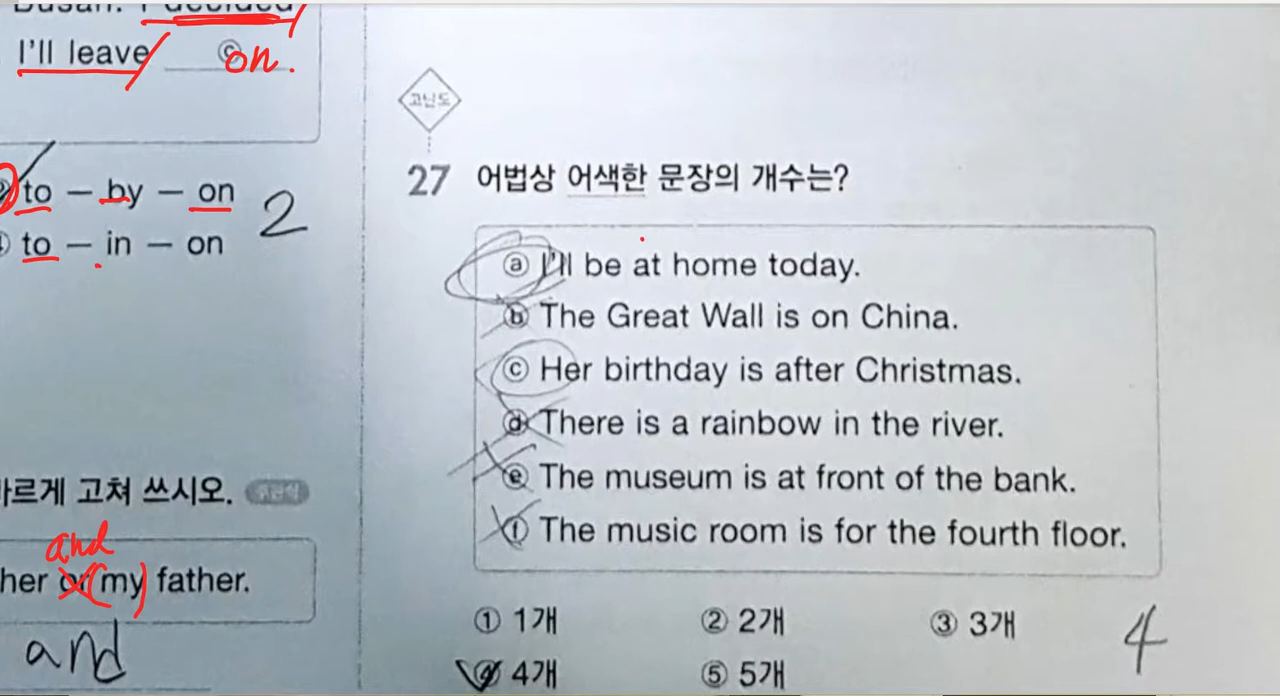 I'll leave on.
to – by – on 2
to – in – on
바르게 고쳐 쓰시오. 주관식
and
her or (my) father.
and
고난도
27 어법상 어색한 문장의 개수는?
ⓐ I'll be at home today.
ⓑ The Great Wall is on China.
ⓒ Her birthday is after Christmas.
ⓓ There is a rainbow in the river.
ⓔ The museum is at front of the bank.
ⓕ The music room is for the fourth floor.
① 1개 ② 2개 ③ 3개
④ 4개 ⑤ 5개
4